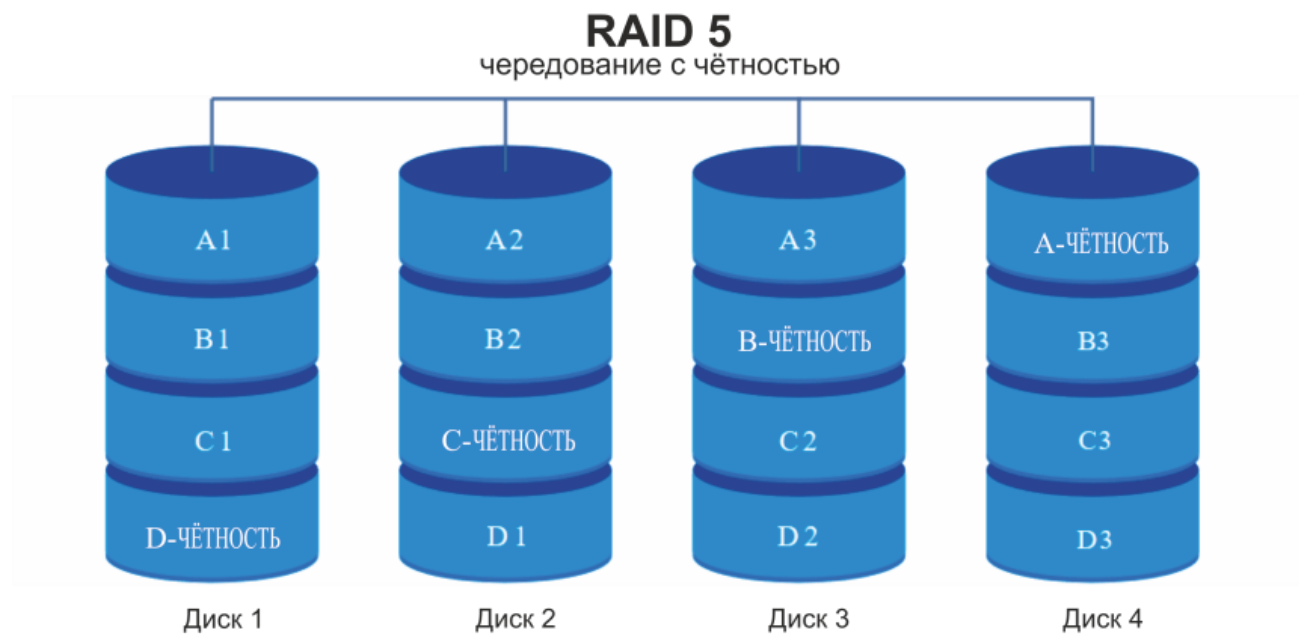 RAID 5
чередование с чётностью
A1 A2 A3 A-ЧЁТНОСТЬ
B1 B2 B-ЧЁТНОСТЬ B3
C1 C-ЧЁТНОСТЬ C2 C3
D-ЧЁТНОСТЬ D1 D2 D3
Диск 1 Диск 2 Диск 3 Диск 4